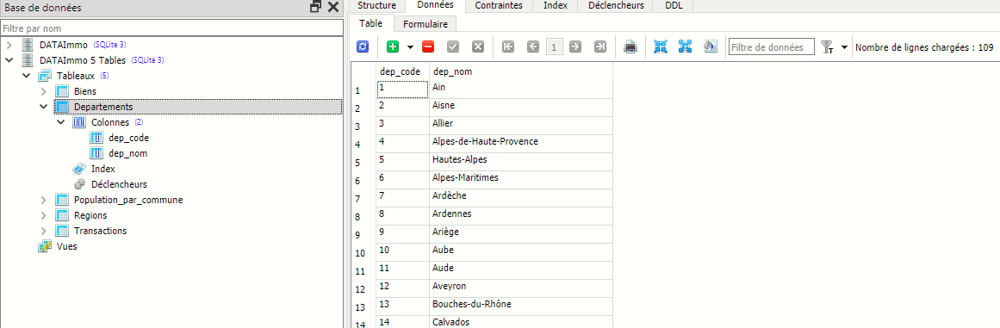 Base de données
Filtre par nom
DATAImmo (SQLite 3)
DATAImmo 5 Tables (SQLite 3)
Tableaux (5)
Biens
Departements
Colonnes (2)
dep_code
dep_nom
Index
Déclencheurs
Population_par_commune
Regions
Transactions
Vues
Structure Données Contraintes Index Déclencheurs DDL
Table Formulaire
1 Filtre de données T Nombre de lignes chargées : 109
dep_code dep_nom
1 1 Ain
2 2 Aisne
3 3 Allier
4 4 Alpes-de-Haute-Provence
5 5 Hautes-Alpes
6 6 Alpes-Maritimes
7 7 Ardèche
8 8 Ardennes
9 9 Ariège
10 10 Aube
11 11 Aude
12 12 Aveyron
13 13 Bouches-du-Rhône
14 14 Calvados